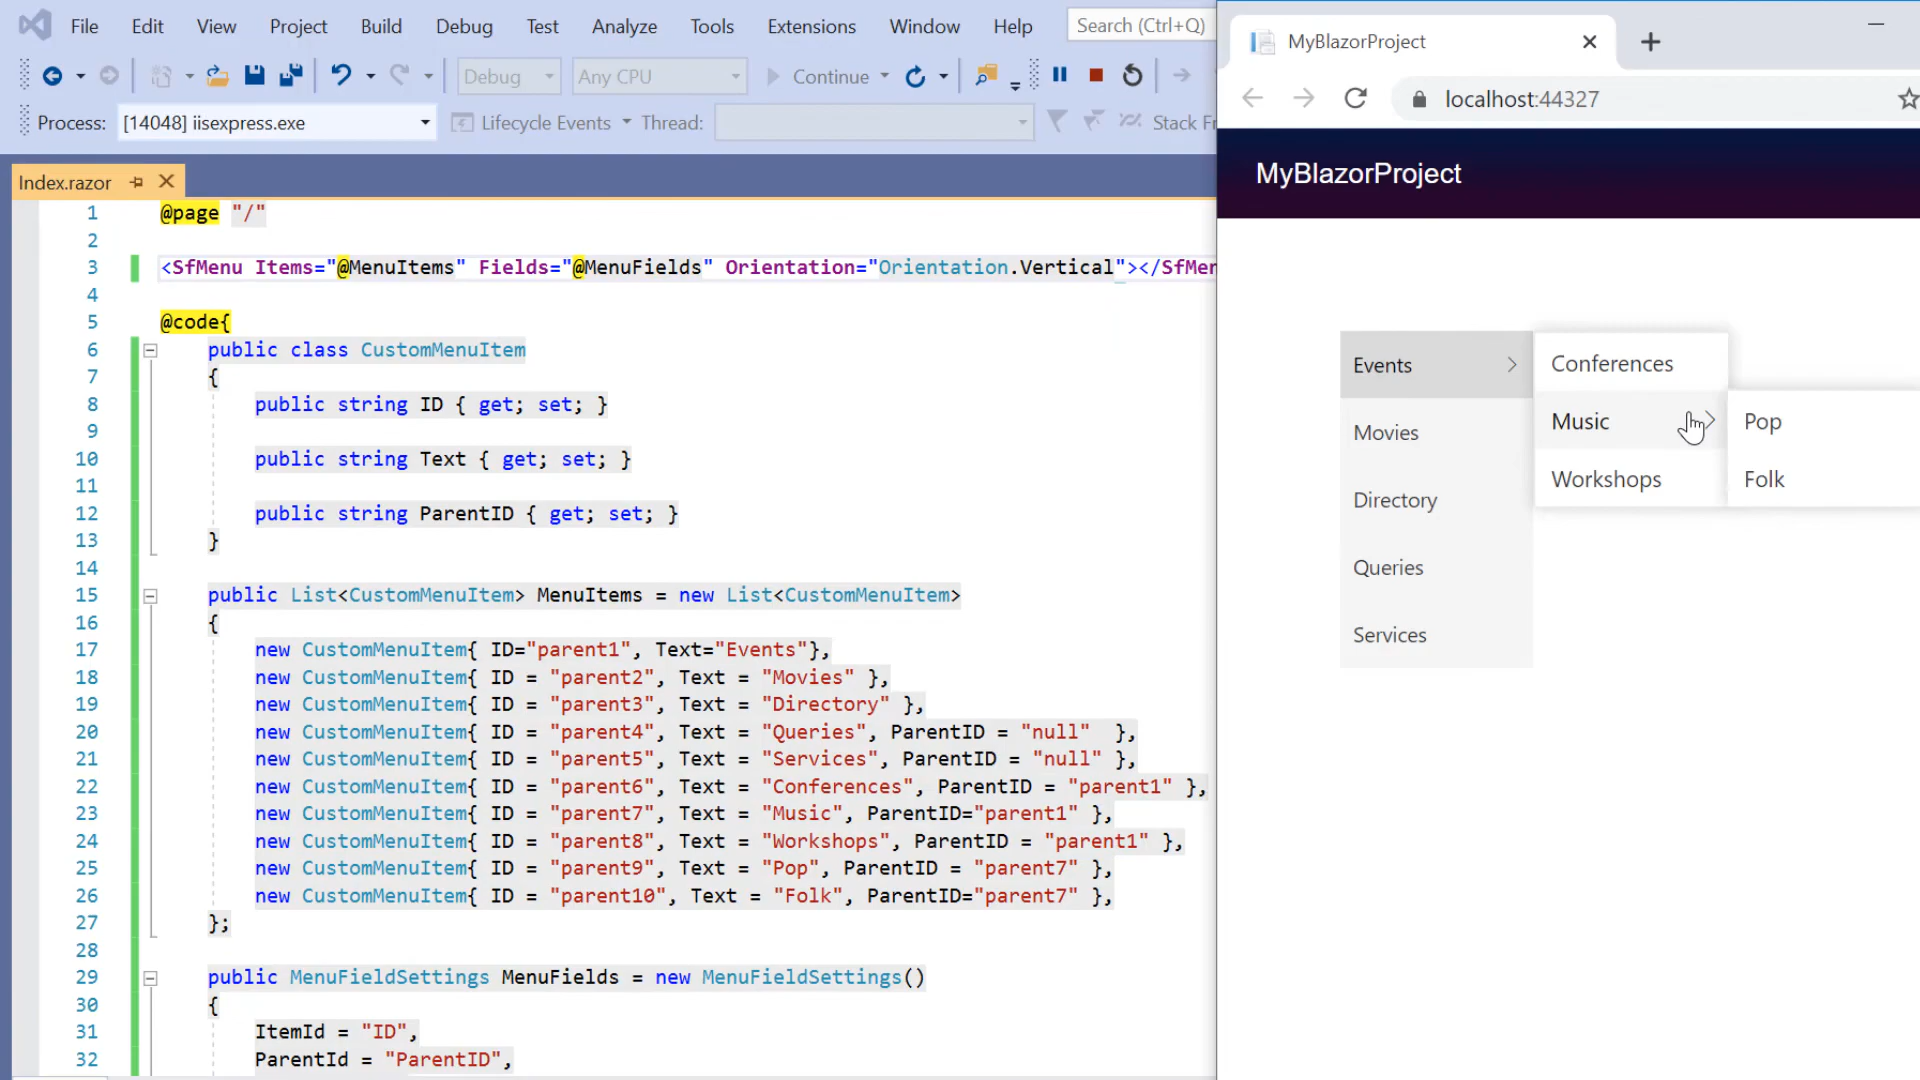 File Edit View Project Build Debug Test Analyze Tools Extensions Window Help Search (Ctrl+Q)
Debug Any CPU Continue
Process: [14048] iisexpress.exe Lifecycle Events Thread: Stack
Index.razor
1 @page "/"
2
3 <SfMenu Items="@MenuItems" Fields="@MenuFields" Orientation="Orientation.Vertical"></SfMen
4
5 @code{
6 public class CustomMenuItem
7 {
8 public string ID { get; set; }
9
10 public string Text { get; set; }
11
12 public string ParentID { get; set; }
13 }
14
15 public List<CustomMenuItem> MenuItems = new List<CustomMenuItem>
16 {
17 new CustomMenuItem{ ID="parent1", Text="Events"},
18 new CustomMenuItem{ ID = "parent2", Text = "Movies" },
19 new CustomMenuItem{ ID = "parent3", Text = "Directory" },
20 new CustomMenuItem{ ID = "parent4", Text = "Queries", ParentID = "null" },
21 new CustomMenuItem{ ID = "parent5", Text = "Services", ParentID = "null" },
22 new CustomMenuItem{ ID = "parent6", Text = "Conferences", ParentID = "parent1" },
23 new CustomMenuItem{ ID = "parent7", Text = "Music", ParentID="parent1" },
24 new CustomMenuItem{ ID = "parent8", Text = "Workshops", ParentID = "parent1" },
25 new CustomMenuItem{ ID = "parent9", Text = "Pop", ParentID = "parent7" },
26 new CustomMenuItem{ ID = "parent10", Text = "Folk", ParentID="parent7" },
27 };
28
29 public MenuFieldSettings MenuFields = new MenuFieldSettings()
30 {
31 ItemId = "ID",
32 ParentId = "ParentID",
MyBlazorProject
localhost:44327
MyBlazorProject
Events Conferences
Music Pop
Movies
Workshops Folk
Directory
Queries
Services